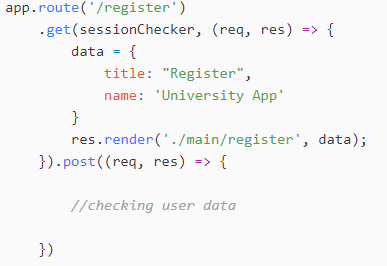 app.route('/register')
    .get(sessionChecker, (req, res) => {
        data = {
            title: "Register",
            name: 'University App'
        }
        res.render('./main/register', data);
    }).post((req, res) => {
        //checking user data
    })